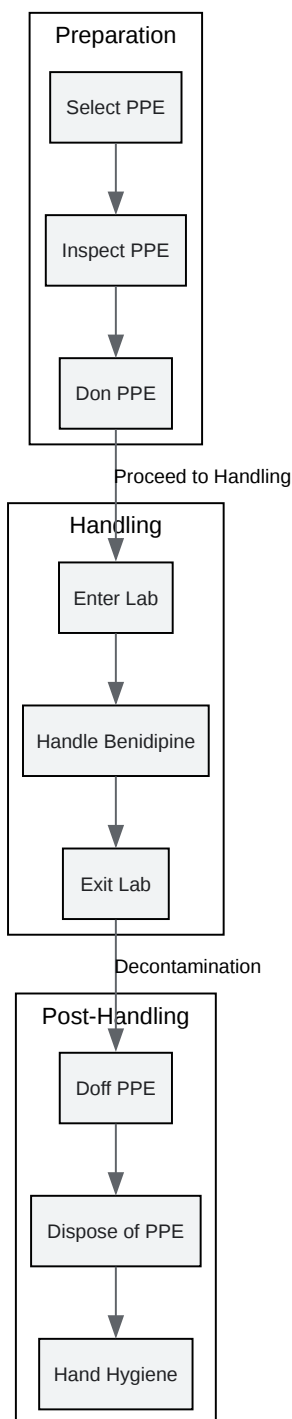 Preparation
Select PPE
Inspect PPE
Don PPE
Proceed to Handling
Handling
Enter Lab
Handle Benidipine
Exit Lab
Decontamination
Post-Handling
Doff PPE
Dispose of PPE
Hand Hygiene